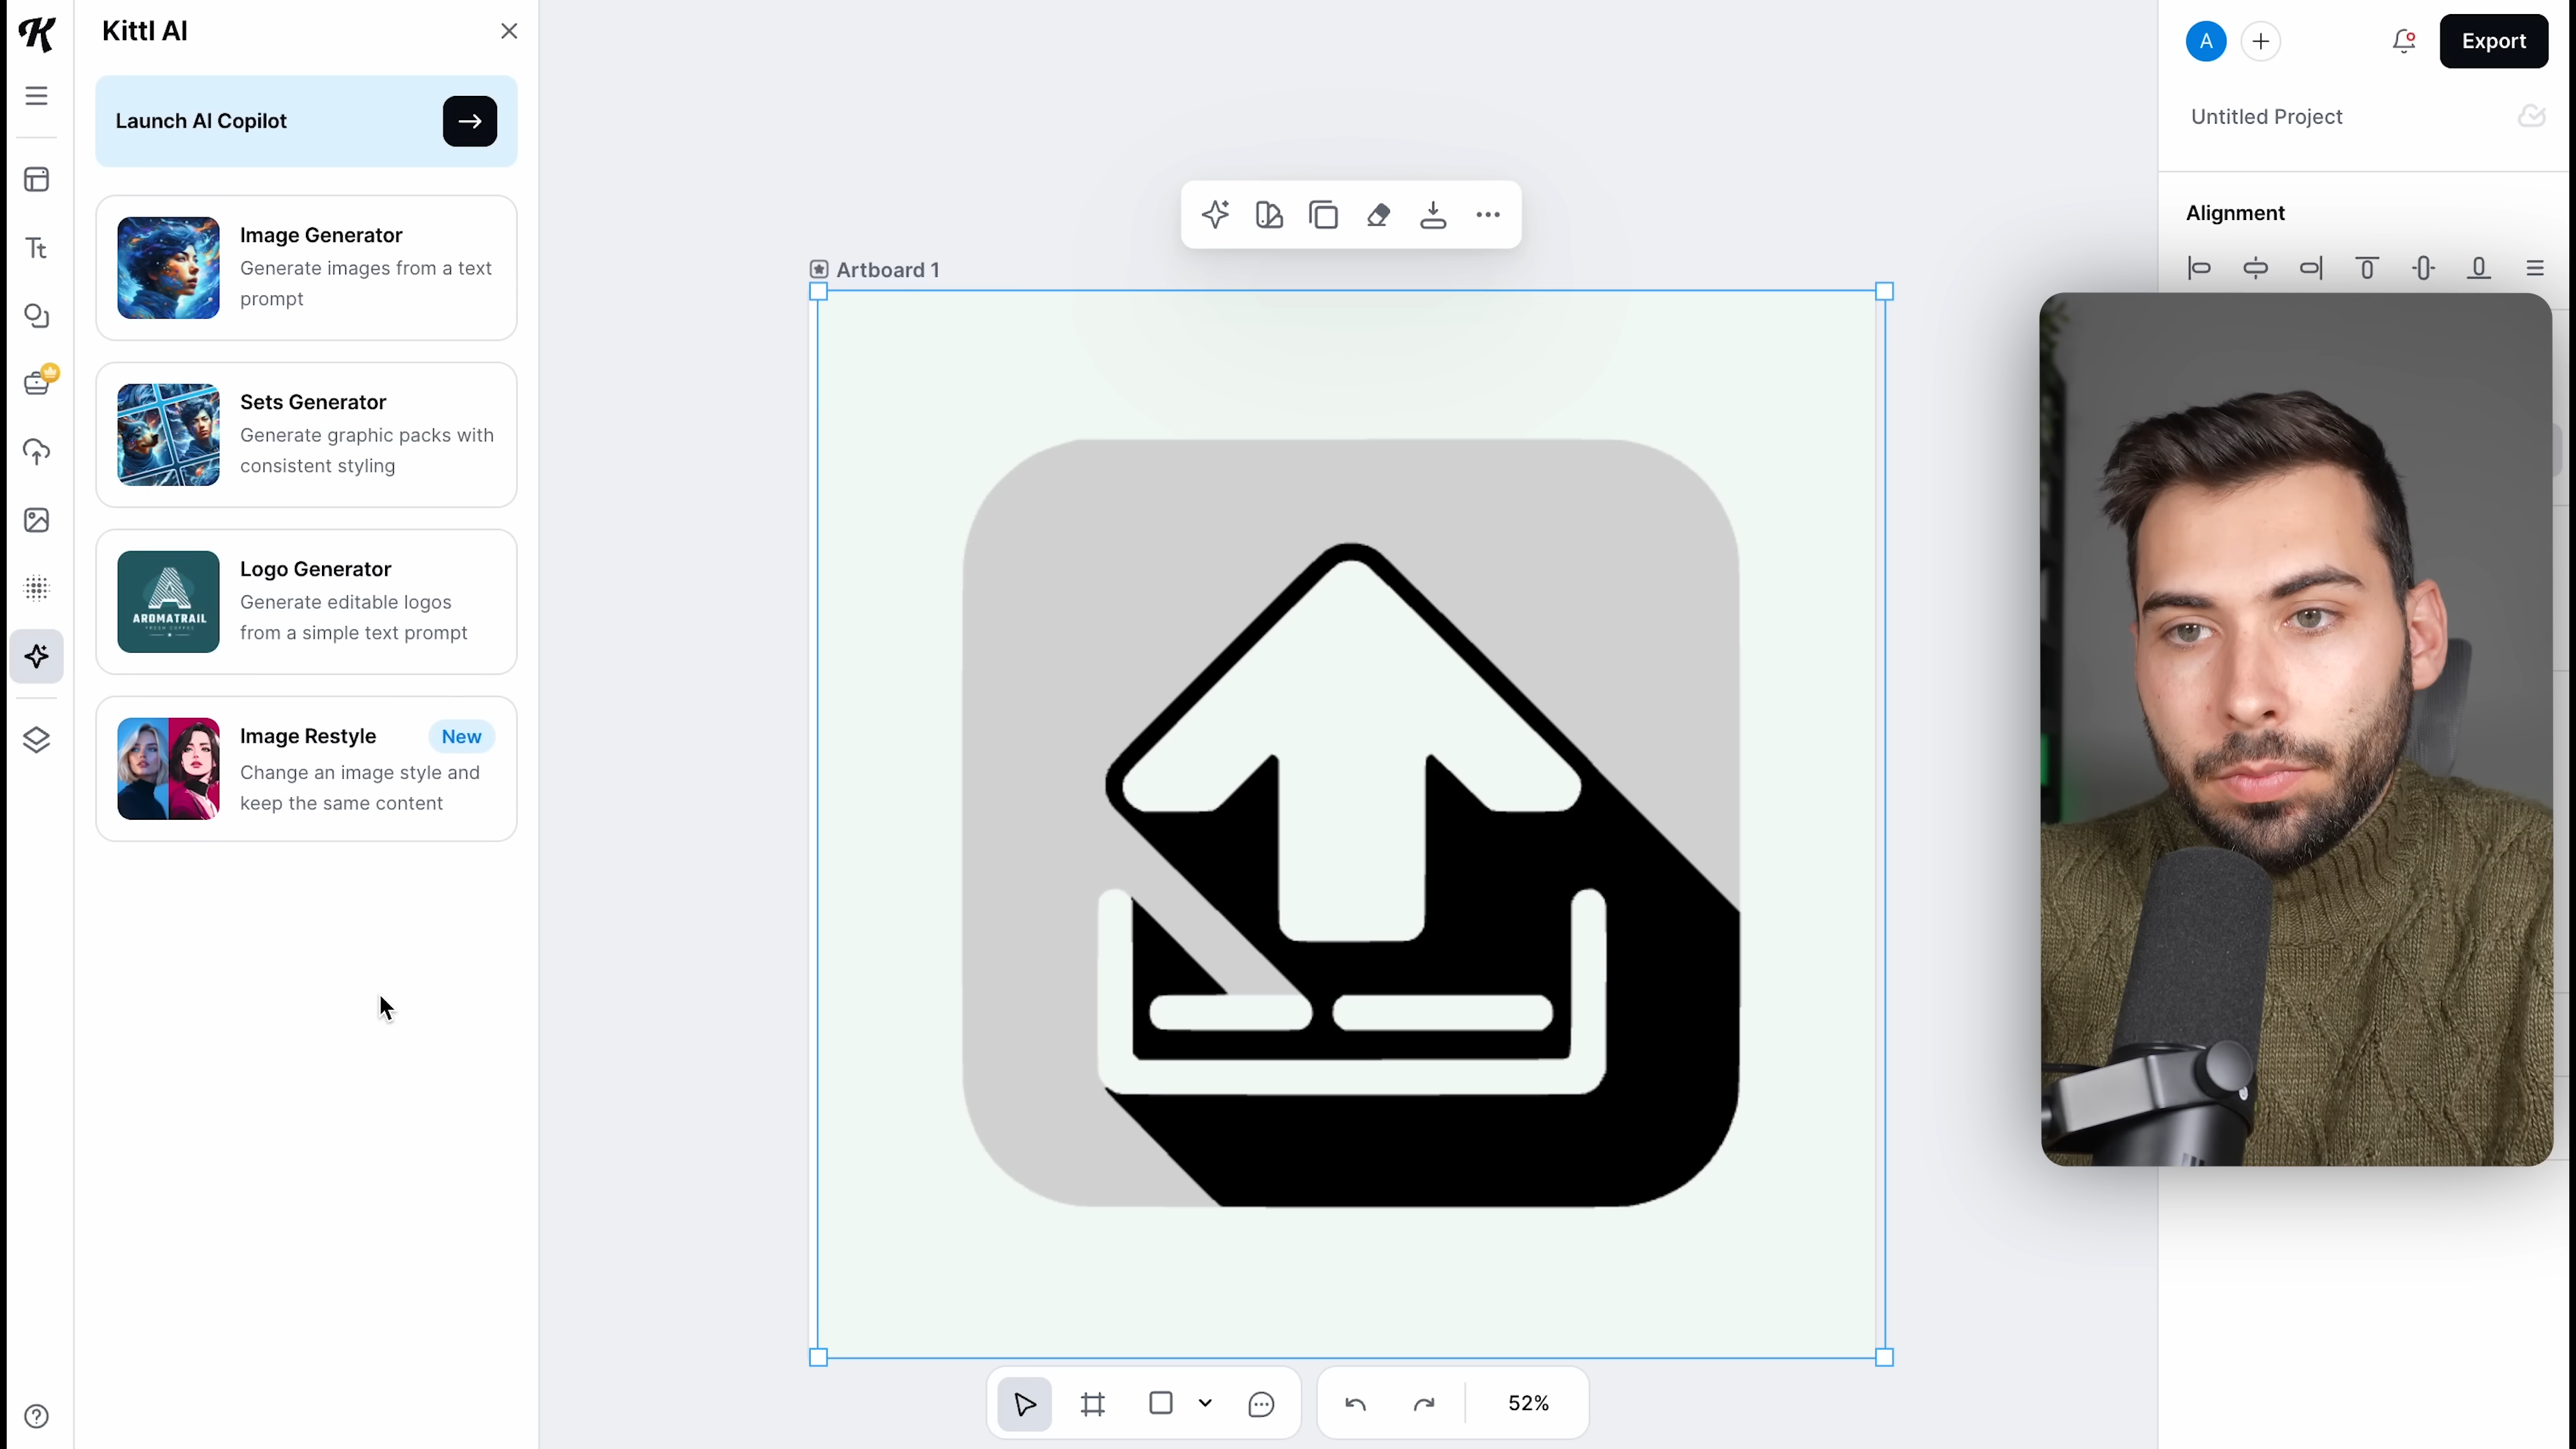 Kittl AI
Launch AI Copilot
Image Generator
Generate images from a text
prompt
Sets Generator
Generate graphic packs with
consistent styling
AROMATRAIL
Logo Generator
Generate editable logos
from a simple text prompt
Image Restyle
New
Change an image style and
keep the same content
Tt
Artboard 1
52%
A
Export
Untitled Project
Alignment